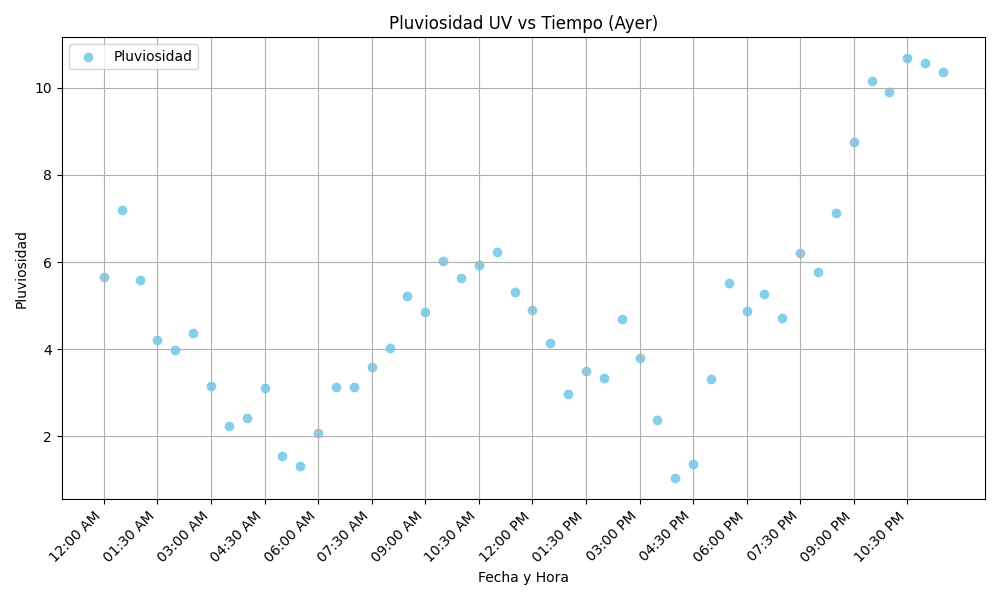 Pluviosidad UV vs Tiempo (Ayer)
Pluviosidad
Pluviosidad
10
8
6
4
2
12:00 AM
01:30 AM
03:00 AM
04:30 AM
06:00 AM
07:30 AM
09:00 AM
10:30 AM
12:00 PM
01:30 PM
03:00 PM
04:30 PM
06:00 PM
07:30 PM
09:00 PM
10:30 PM
Fecha y Hora